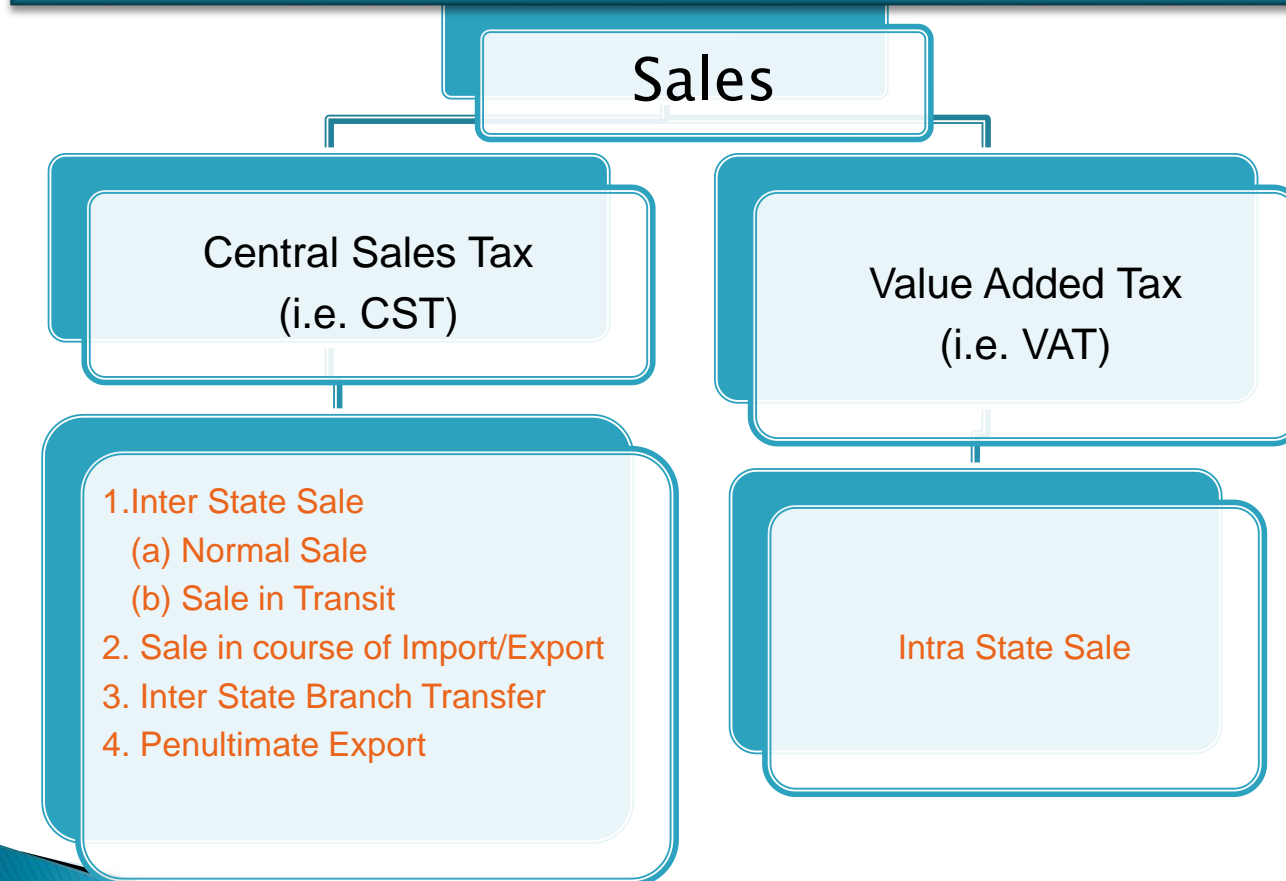 Sales
Central Sales Tax
(i.e. CST)
Value Added Tax
(i.e. VAT)
1.Inter State Sale
(a) Normal Sale
(b) Sale in Transit
2. Sale in course of Import/Export
3. Inter State Branch Transfer
4. Penultimate Export
Intra State Sale